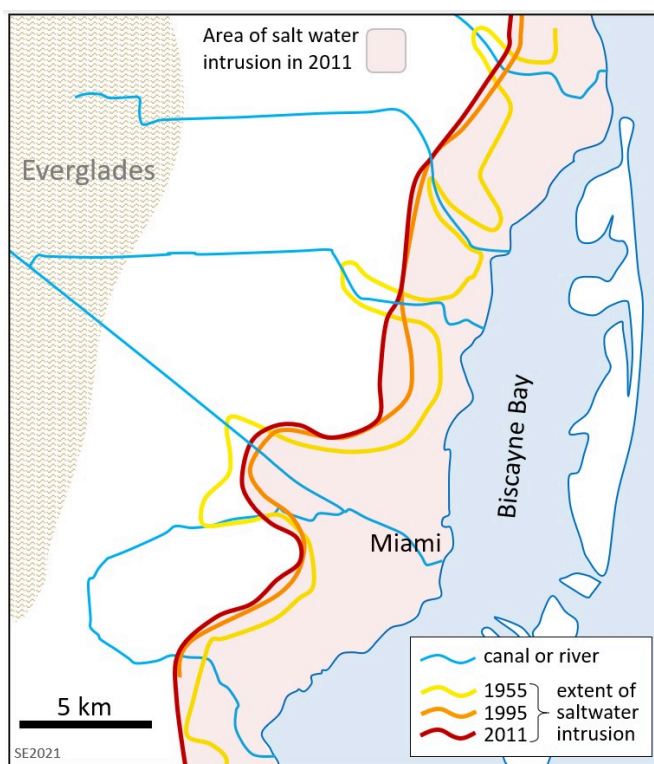 Area of salt water
intrusion in 2011
Everglades
Biscayne Bay
Miami
canal or river
1955
1995
2011
extent of
saltwater
intrusion
5 km
SE2021